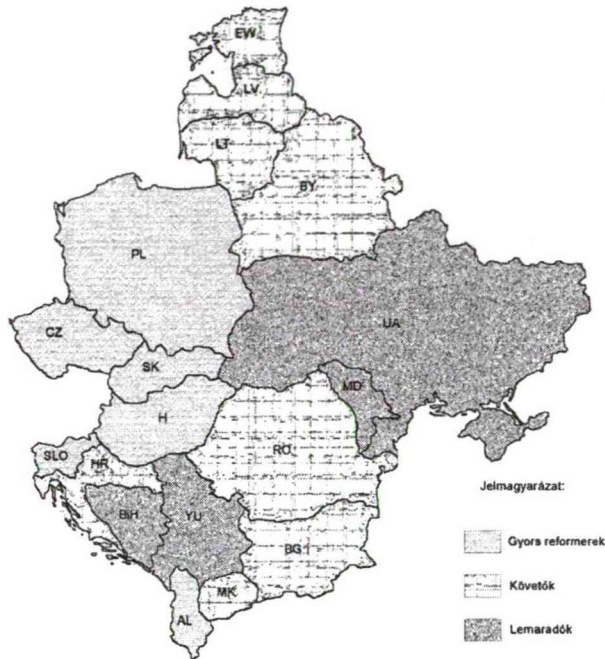 EW
LV
LT
BY
PL
UA
CZ
SK
MD
H
SLO
HR
RO
BiH
YU
BG
MK
AL
Jelmagyarázat:
Gyors reformerek
Követők
Lemaradók